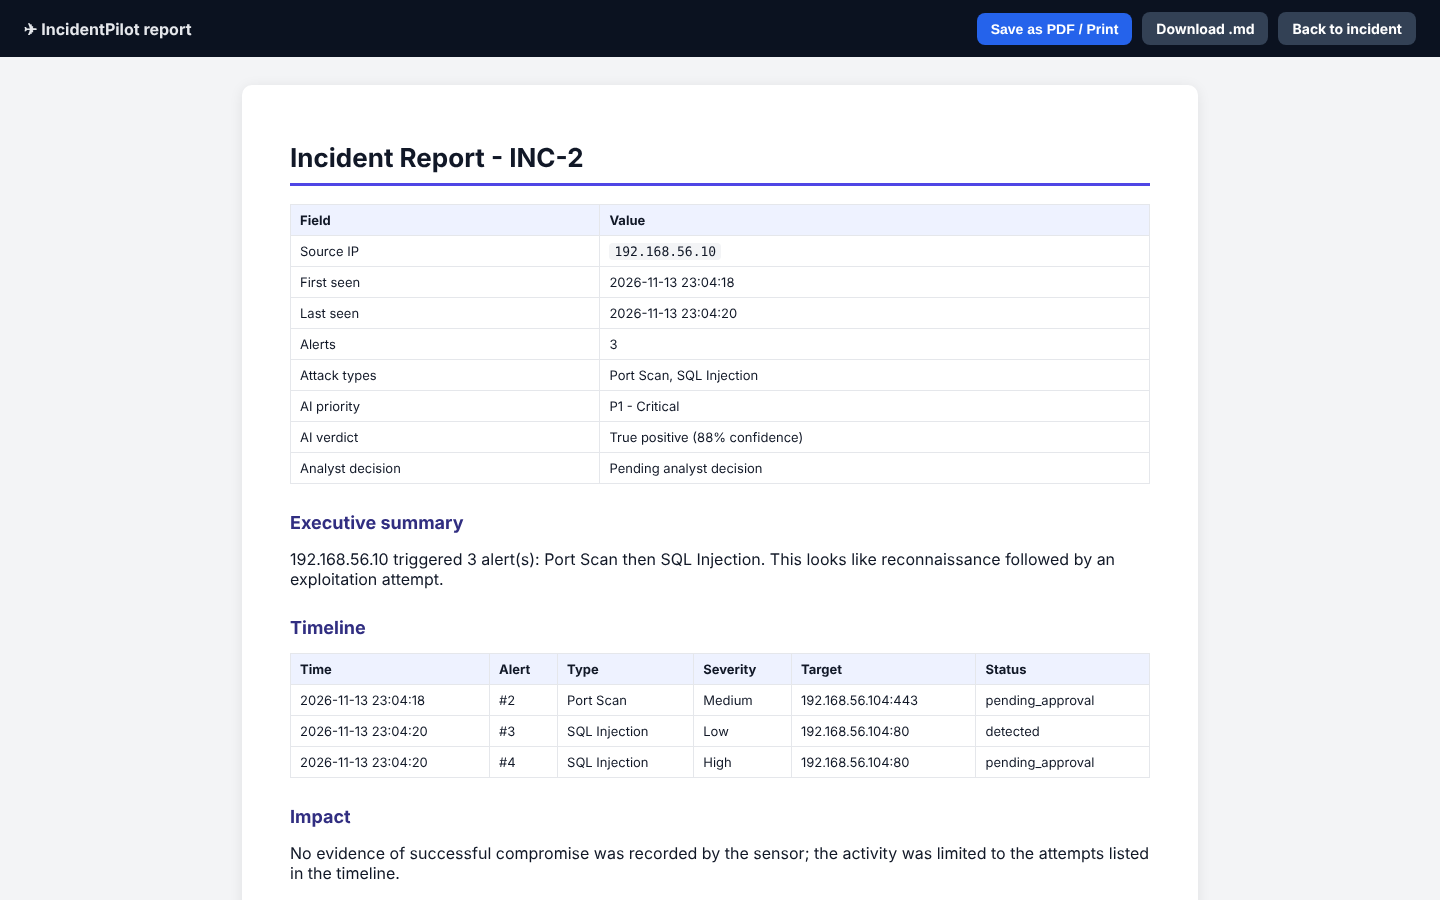 ✈ IncidentPilot report
Save as PDF / Print
Download .md
Back to incident
Incident Report - INC-2
Field Value
Source IP 192.168.56.10
First seen 2026-11-13 23:04:18
Last seen 2026-11-13 23:04:20
Alerts 3
Attack types Port Scan, SQL Injection
AI priority P1 - Critical
AI verdict True positive (88% confidence)
Analyst decision Pending analyst decision
Executive summary
192.168.56.10 triggered 3 alert(s): Port Scan then SQL Injection. This looks like reconnaissance followed by an
exploitation attempt.
Timeline
Time Alert Type Severity Target Status
2026-11-13 23:04:18 #2 Port Scan Medium 192.168.56.104:443 pending_approval
2026-11-13 23:04:20 #3 SQL Injection Low 192.168.56.104:80 detected
2026-11-13 23:04:20 #4 SQL Injection High 192.168.56.104:80 pending_approval
Impact
No evidence of successful compromise was recorded by the sensor; the activity was limited to the attempts listed
in the timeline.